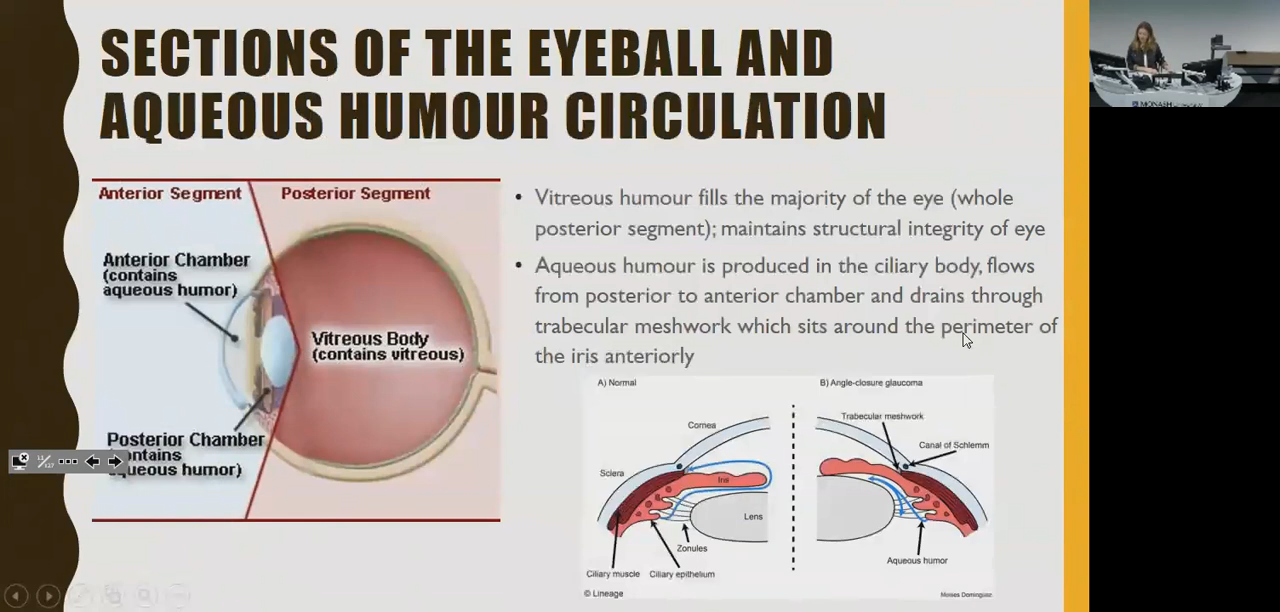 SECTIONS OF THE EYEBALL AND
AQUEOUS HUMOUR CIRCULATION
Anterior Segment
Posterior Segment
Anterior Chamber
(contains
aqueous humor)
Vitreous Body
(contains vitreous)
Posterior Chamber
ontains
queous humor)
• Vitreous humour fills the majority of the eye (whole
posterior segment); maintains structural integrity of eye
• Aqueous humour is produced in the ciliary body, flows
from posterior to anterior chamber and drains through
trabecular meshwork which sits around the perimeter of
the iris anteriorly
A) Normal
B) Angle-closure glaucoma
Cornea
Trabecular meshwork
Canal of Schlemm
Sclera
Iris
Lens
Zonules
Aqueous humor
Ciliary muscle
Ciliary epithelium
© Lineage
Moises Dominguez
MONASH